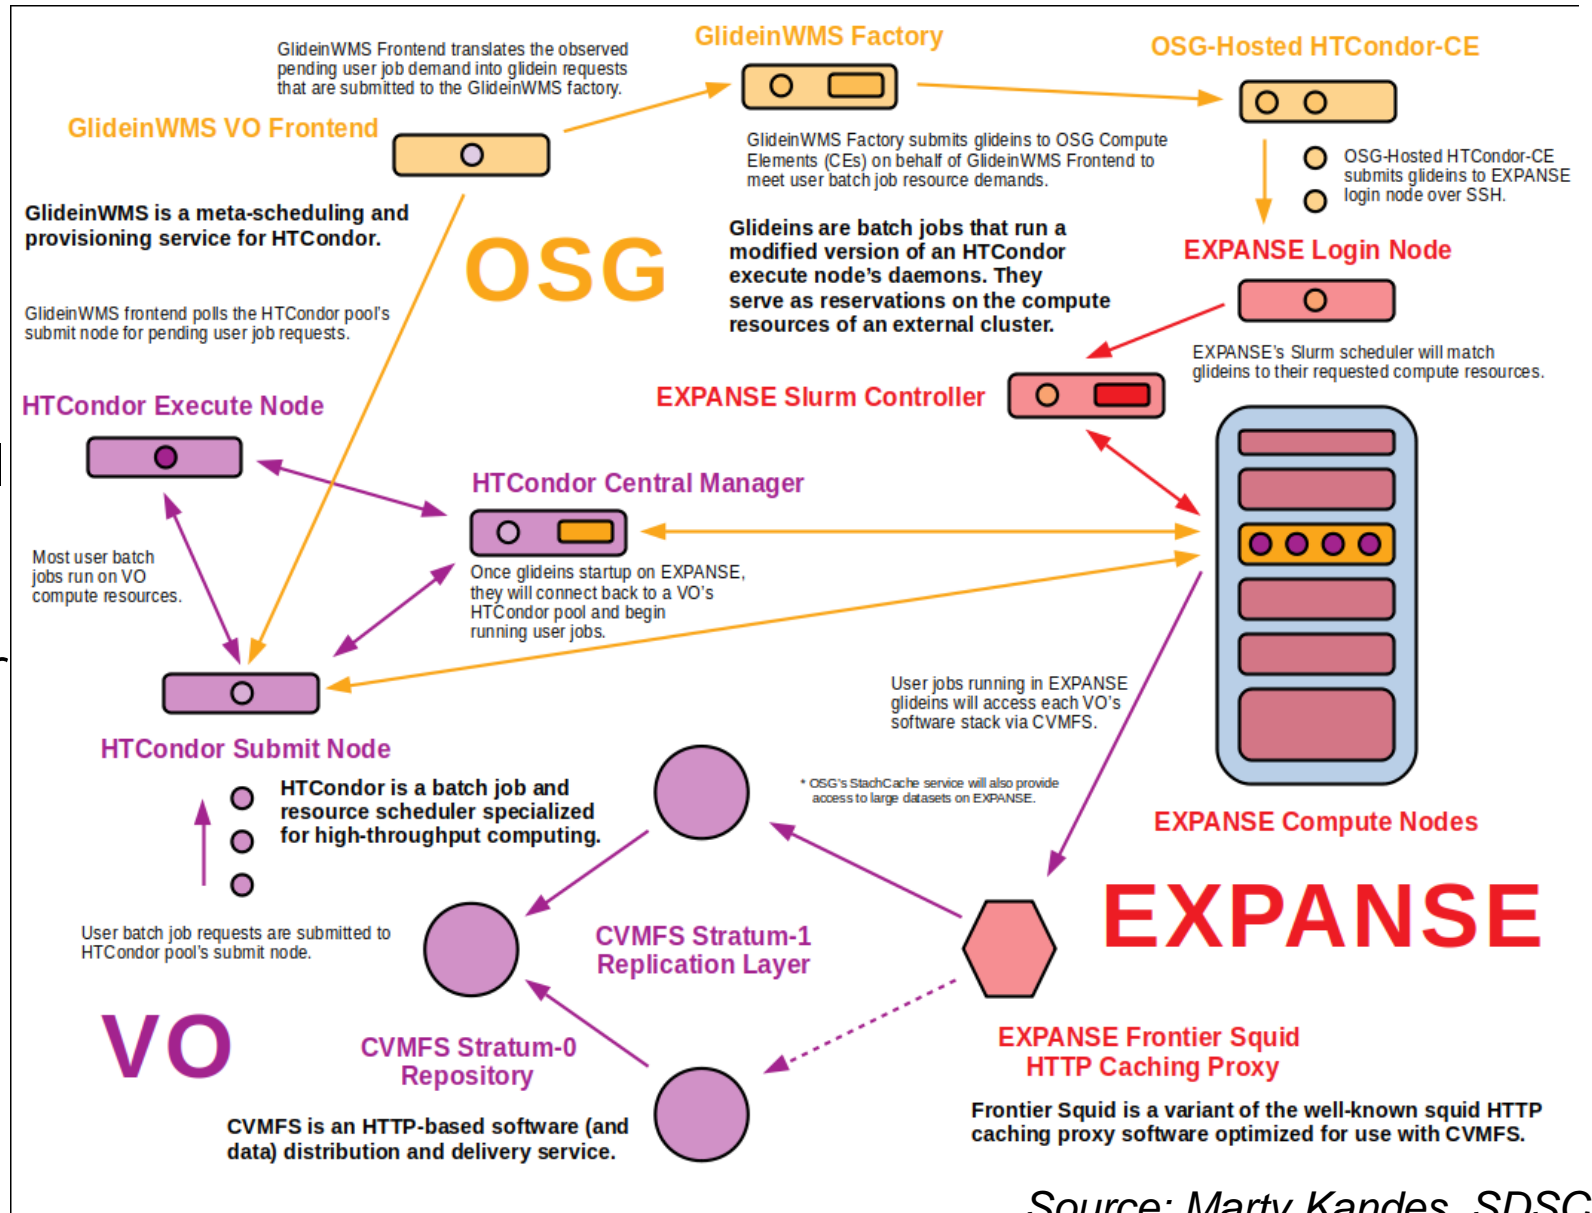 GlideinWMS Frontend translates the observed
pending user job demand into glidein requests
that are submitted to the GlideinWMS factory.
GlideinWMS Factory
OSG-Hosted HTCondor-CE
GlideinWMS VO Frontend
GlideinWMS Factory submits glideins to OSG Compute
Elements (CEs) on behalf of GlideinWMS Frontend to
meet user batch job resource demands.
OSG-Hosted HTCondor-CE
submits glideins to EXPANSE
login node over SSH.
GlideinWMS is a meta-scheduling and
provisioning service for HTCondor.
OSG
Glideins are batch jobs that run a
modified version of an HTCondor
execute node's daemons. They
serve as reservations on the compute
resources of an external cluster.
EXPANSE Login Node
GlideinWMS frontend polls the HTCondor pool's
submit node for pending user job requests.
EXPANSE's Slurm scheduler will match
glideins to their requested compute resources.
HTCondor Execute Node
EXPANSE Slurm Controller
HTCondor Central Manager
Most user batch
jobs run on VO
compute resources.
Once glideins startup on EXPANSE,
they will connect back to a VO's
HTCondor pool and begin
running user jobs.
User jobs running in EXPANSE
glideins will access each VO's
software stack via CVMFS.
HTCondor Submit Node
HTCondor is a batch job and
resource scheduler specialized
for high-throughput computing.
* OSG's StachCache service will also provide
access to large datasets on EXPANSE.
EXPANSE Compute Nodes
EXPANSE
User batch job requests are submitted to
HTCondor pool's submit node.
CVMFS Stratum-1
Replication Layer
VO
CVMFS Stratum-0
Repository
EXPANSE Frontier Squid
HTTP Caching Proxy
CVMFS is an HTTP-based software (and
data) distribution and delivery service.
Frontier Squid is a variant of the well-known squid HTTP
caching proxy software optimized for use with CVMFS.
Source: Marty Kandes, SDSC